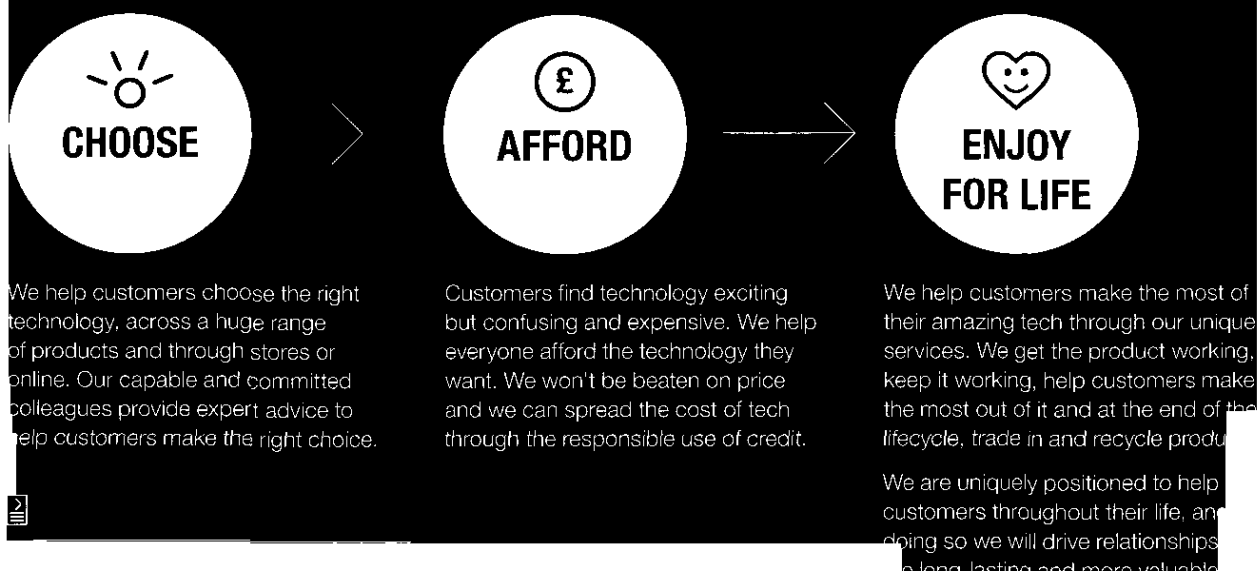 CHOOSE
We help customers choose the right
technology, across a huge range
of products and through stores or
online. Our capable and committed
colleagues provide expert advice to
help customers make the right choice.
£
AFFORD
Customers find technology exciting
but confusing and expensive. We help
everyone afford the technology they
want. We won't be beaten on price
and we can spread the cost of tech
through the responsible use of credit.
ENJOY
FOR LIFE
We help customers make the most of
their amazing tech through our unique
services. We get the product working,
keep it working, help customers make
the most out of it and at the end of the
lifecycle, trade in and recycle
We are uniquely positioned to help
customers throughout their life,
doing so we will drive relationships
long-lasting and more valuable